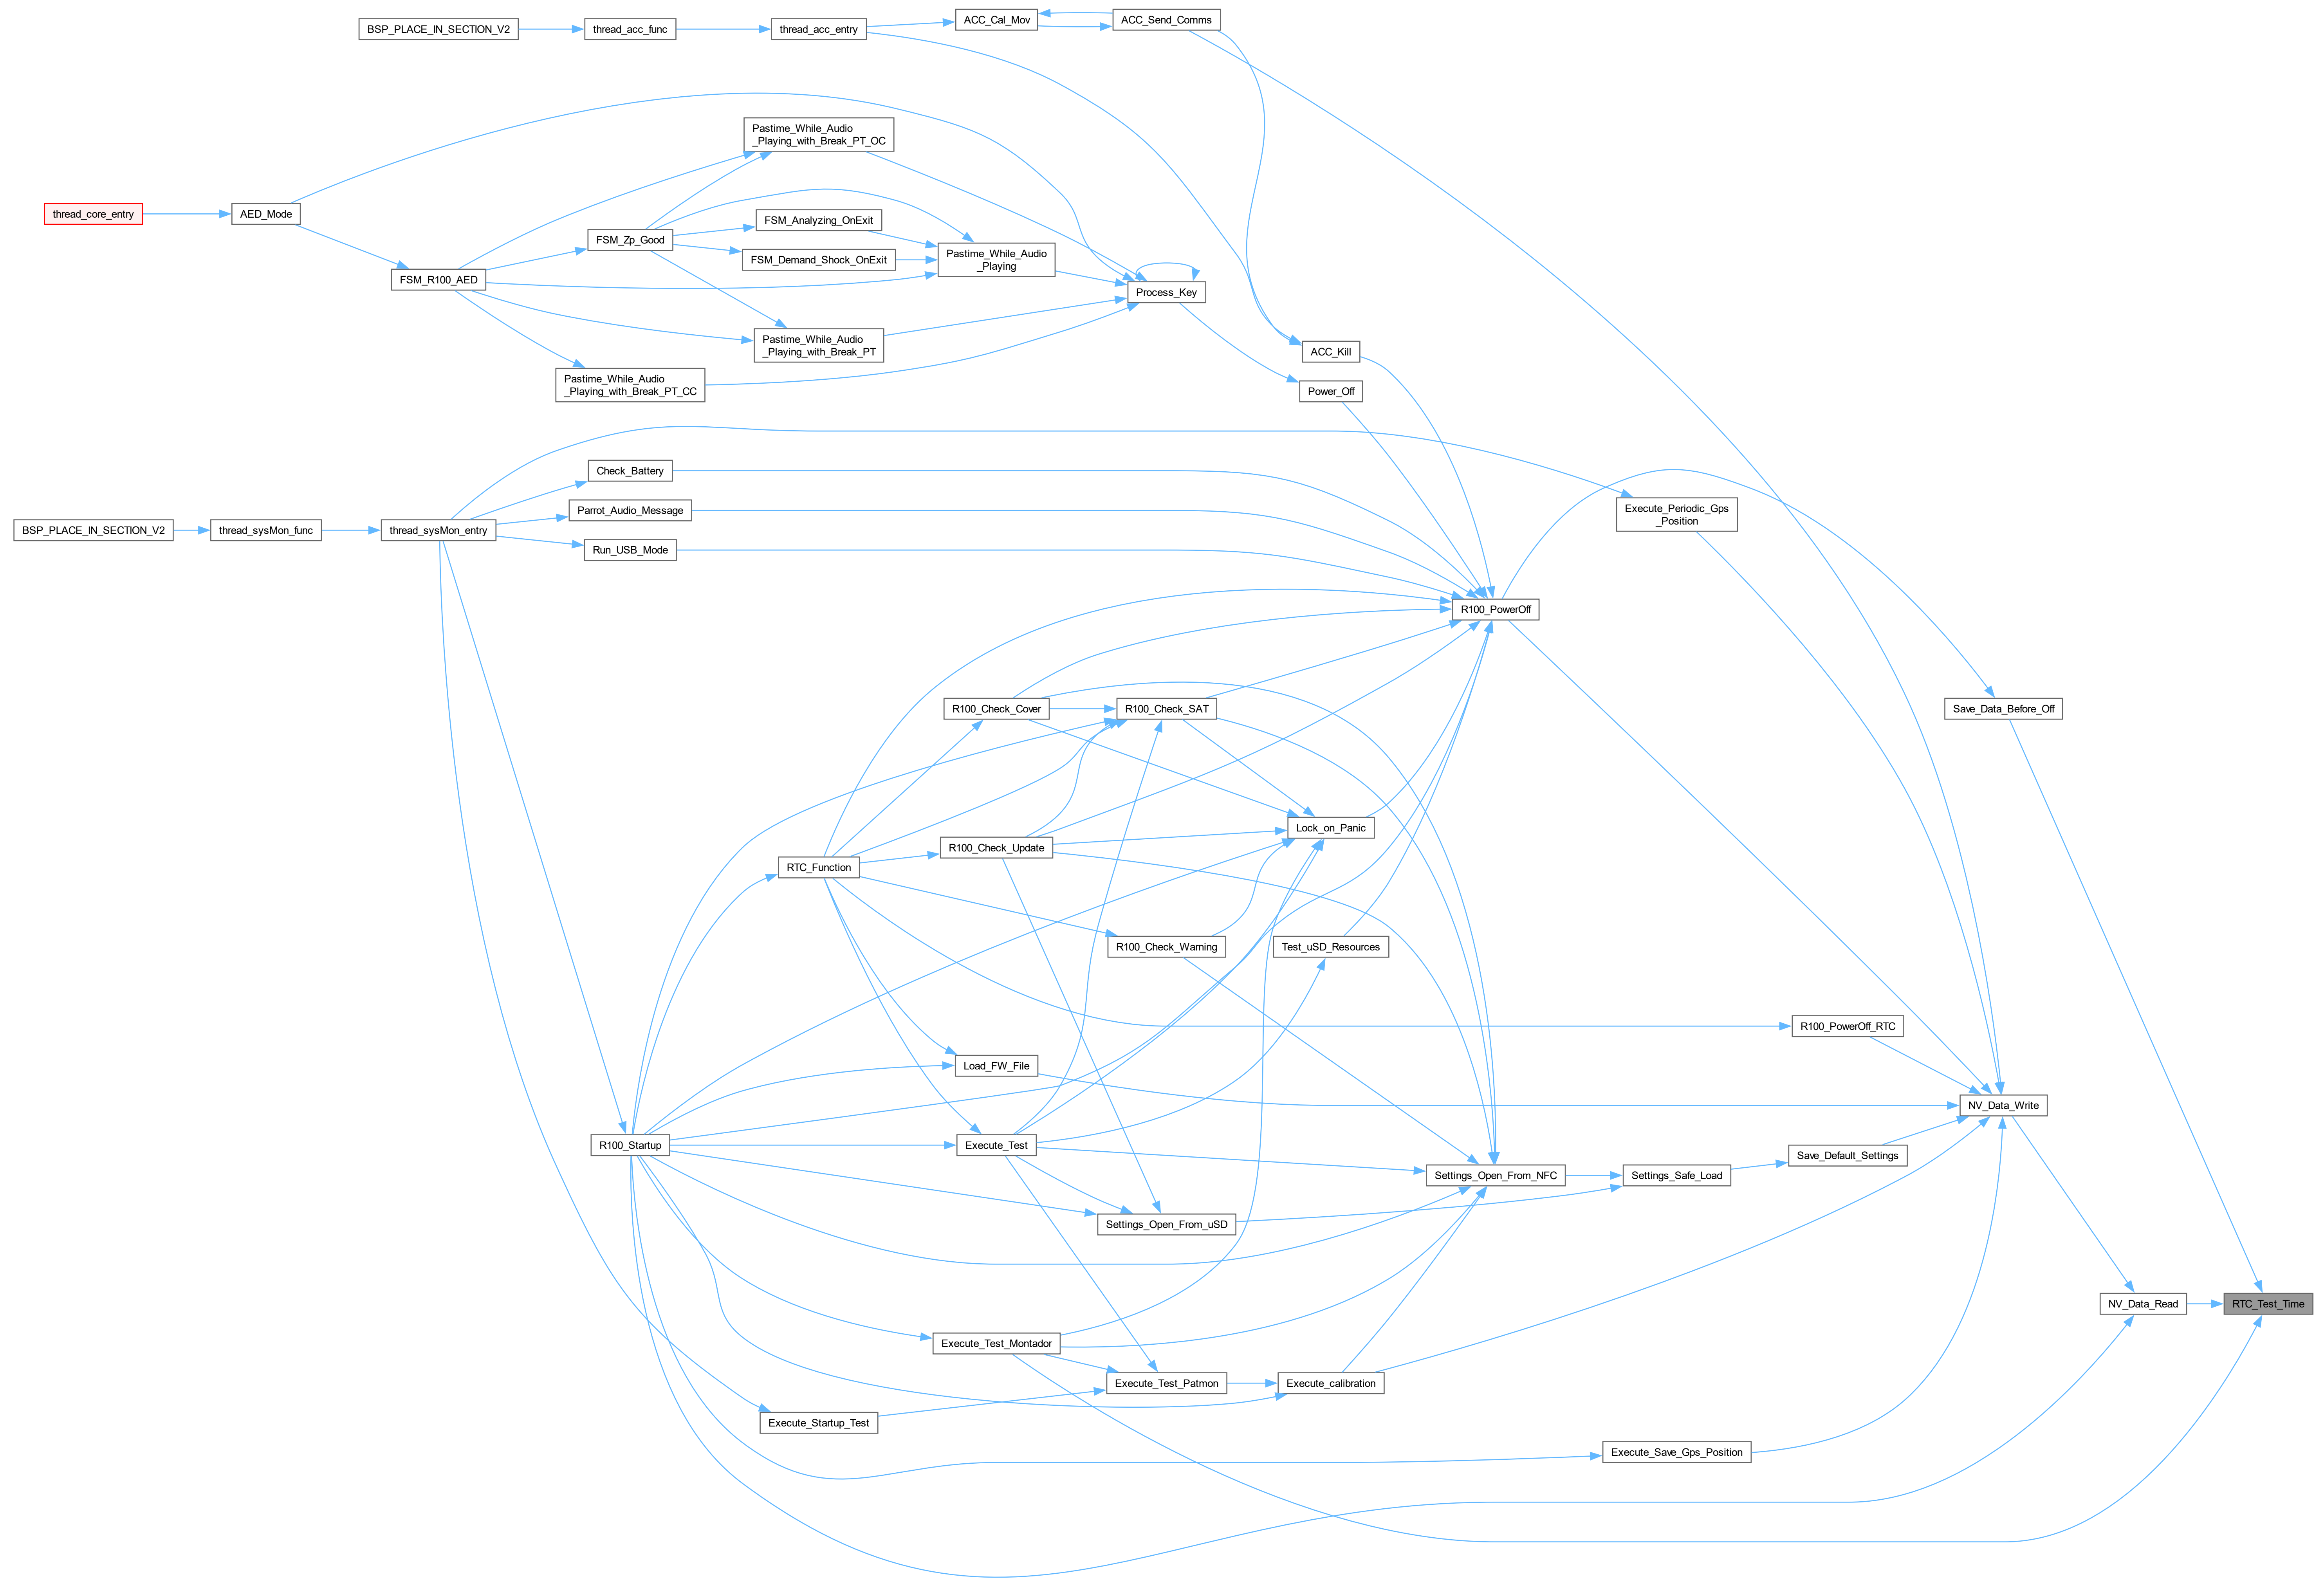 BSP_PLACE_IN_SECTION_V2
thread_acc_func
thread_acc_entry
ACC_Cal_Mov
ACC_Send_Comms
Pastime_While_Audio
_Playing_with_Break_PT_OC
thread_core_entry
AED_Mode
FSM_Analyzing_OnExit
FSM_Zp_Good
FSM_Demand_Shock_OnExit
Pastime_While_Audio
_Playing
FSM_R100_AED
Process_Key
Pastime_While_Audio
_Playing_with_Break_PT
ACC_Kill
Pastime_While_Audio
_Playing_with_Break_PT_CC
Power_Off
Check_Battery
Parrot_Audio_Message
Execute_Periodic_Gps
_Position
BSP_PLACE_IN_SECTION_V2
thread_sysMon_func
thread_sysMon_entry
Run_USB_Mode
R100_PowerOff
R100_Check_Cover
R100_Check_SAT
Save_Data_Before_Off
Lock_on_Panic
R100_Check_Update
RTC_Function
R100_Check_Warning
Test_uSD_Resources
R100_PowerOff_RTC
Load_FW_File
NV_Data_Write
R100_Startup
Execute_Test
Save_Default_Settings
Settings_Open_From_NFC
Settings_Safe_Load
Settings_Open_From_uSD
NV_Data_Read
RTC_Test_Time
Execute_Test_Montador
Execute_Test_Patmon
Execute_calibration
Execute_Startup_Test
Execute_Save_Gps_Position